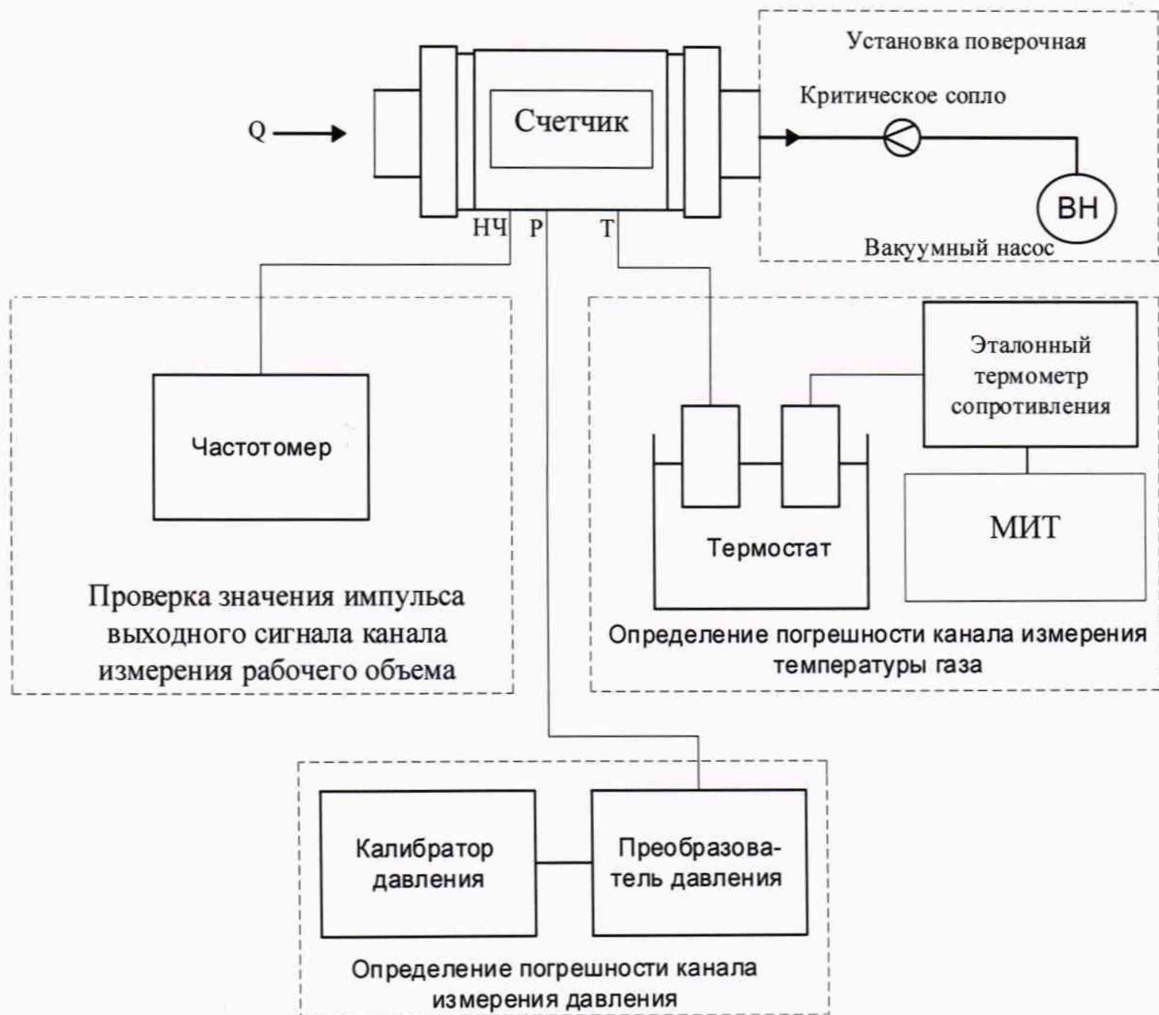 Установка поверочная
Критическое сопло
Счетчик
Q
ВН
НЧ Р Т
Вакуумный насос
Эталонный
термометр
сопротивления
Частотомер
МИТ
Термостат
Проверка значения импульса
выходного сигнала канала
измерения рабочего объема
Определение погрешности канала измерения
температуры газа
Калибратор
давления
Преобразова-
тель давления
Определение погрешности канала
измерения давления